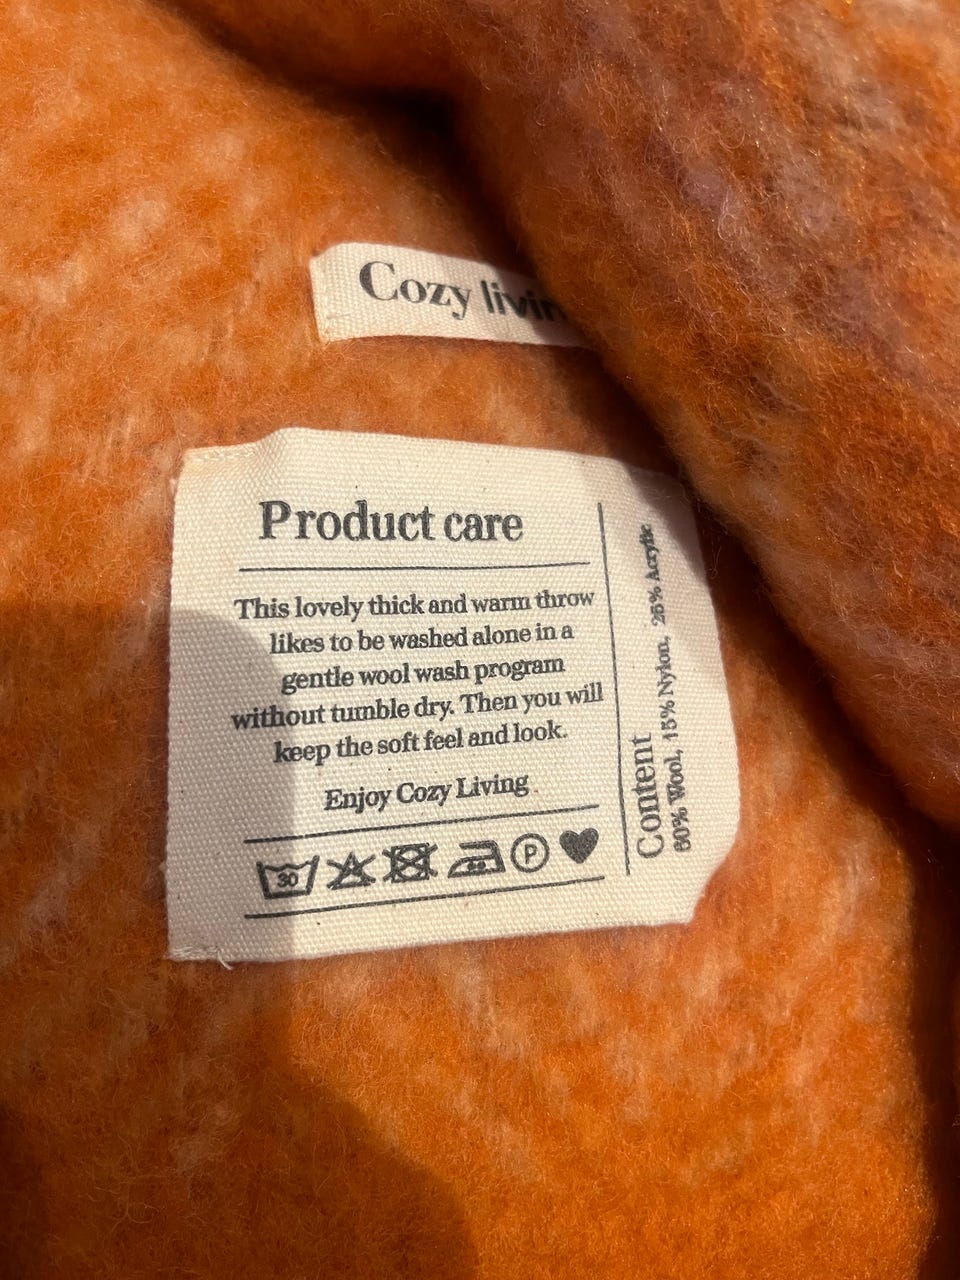 Cozy livin
Product care
This lovely thick and warm throw
likes to be washed alone in a
gentle wool wash program
without tumble dry. Then you will
keep the soft feel and look.
Enjoy Cozy Living
30
P
Content
60% Wool, 15% Nylon, 25% Acrylic